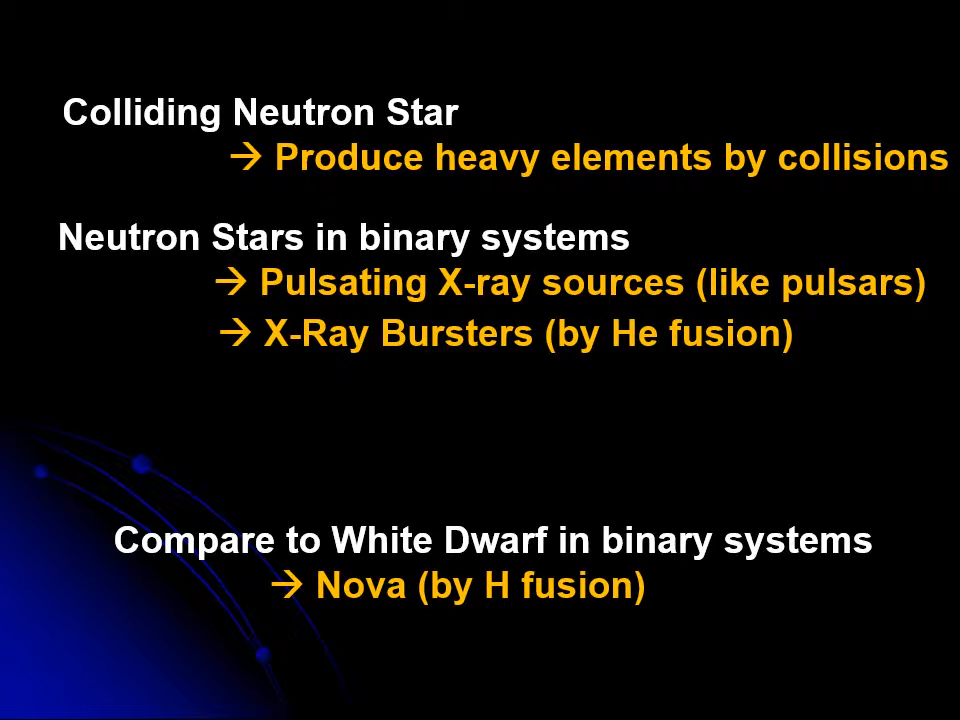 Colliding Neutron Star
→ Produce heavy elements by collisions
Neutron Stars in binary systems
→ Pulsating X-ray sources (like pulsars)
→ X-Ray Bursters (by He fusion)
Compare to White Dwarf in binary systems
→ Nova (by H fusion)